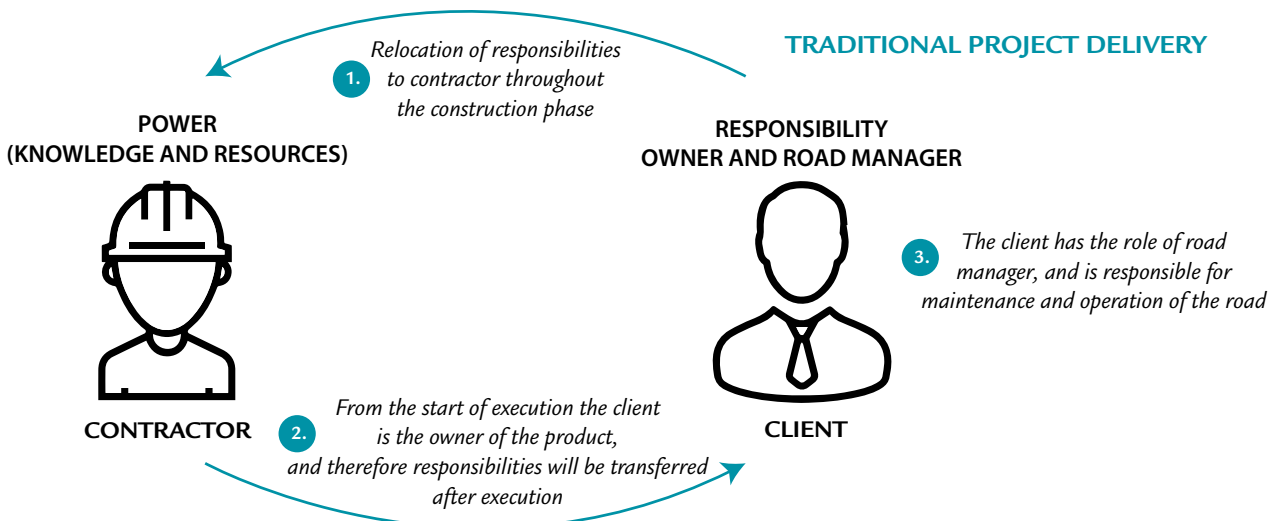 TRADITIONAL PROJECT DELIVERY
1.
Relocation of responsibilities
to contractor throughout
the construction phase
POWER
(KNOWLEDGE AND RESOURCES)
RESPONSIBILITY
OWNER AND ROAD MANAGER
3.
The client has the role of road
manager, and is responsible for
maintenance and operation of the road
CONTRACTOR
2.
From the start of execution the client
is the owner of the product,
and therefore responsibilities will be transferred
after execution
CLIENT